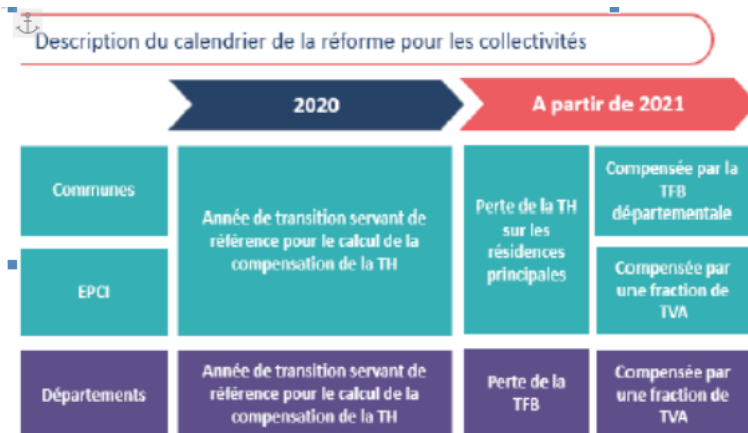 Description du calendrier de la réforme pour les collectivités
2020
A partir de 2021
Communes
Année de transition servant de
référence pour le calcul de la
compensation de la TH
Perte de la TH
sur les
résidences
principales
Compensée par la
TFB
départementale
EPCI
Compensée par
une fraction de
TVA
Départements
Année de transition servant de
référence pour le calcul de la
compensation de la TH
Perte de la
TFB
Compensée par
une fraction de
TVA